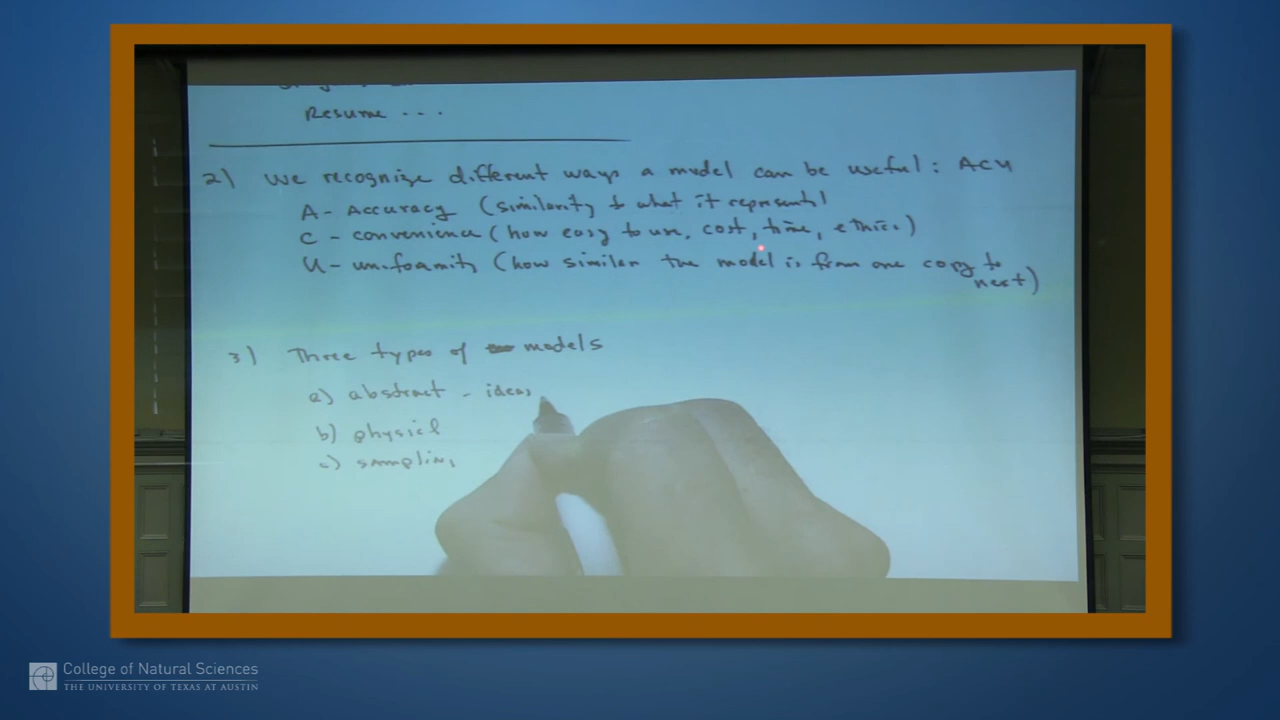 Resume ...
2) We recognize different ways a model can be useful: ACU
A - Accuracy (similarity to what it represents)
C - convenience (how easy to use, cost, time, ethics)
U - uniformity (how similar the model is from one copy to next)
3) Three types of models
a) abstract - ideas,
b) physicl
c) sampling
College of Natural Sciences
THE UNIVERSITY OF TEXAS AT AUSTIN